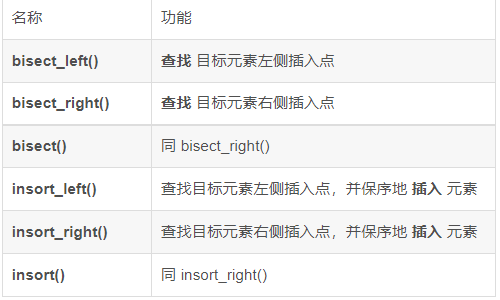 名称 功能
bisect_left() 查找 目标元素左侧插入点
bisect_right() 查找 目标元素右侧插入点
bisect() 同 bisect_right()
insort_left() 查找目标元素左侧插入点，并保序地 插入 元素
insort_right() 查找目标元素右侧插入点，并保序地 插入 元素
insort() 同 insort_right()